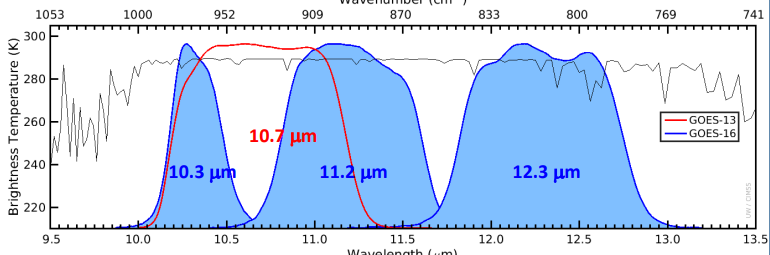 Wavenumber (cm⁻¹)
1053 1000 952 909 870 833 800 769 741
Brightness Temperature (K)
300
280
260
240
220
10.7 μm
10.3 μm 11.2 μm 12.3 μm
GOES-13
GOES-16
UW / CIMSS
9.5 10.0 10.5 11.0 11.5 12.0 12.5 13.0 13.5
Wavelength (μm)